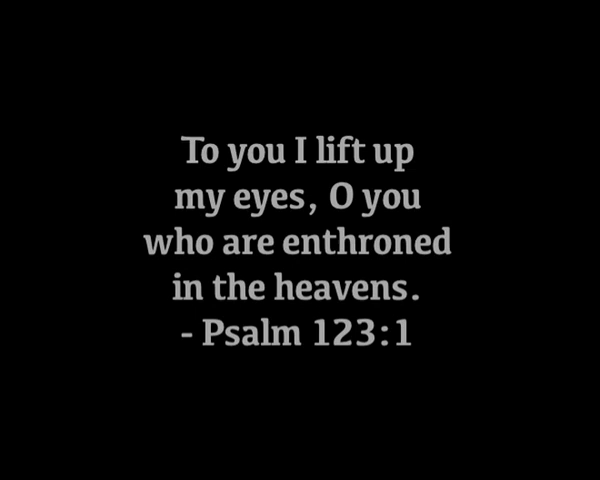 To you I lift up
my eyes, O you
who are enthroned
in the heavens.
- Psalm 123:1